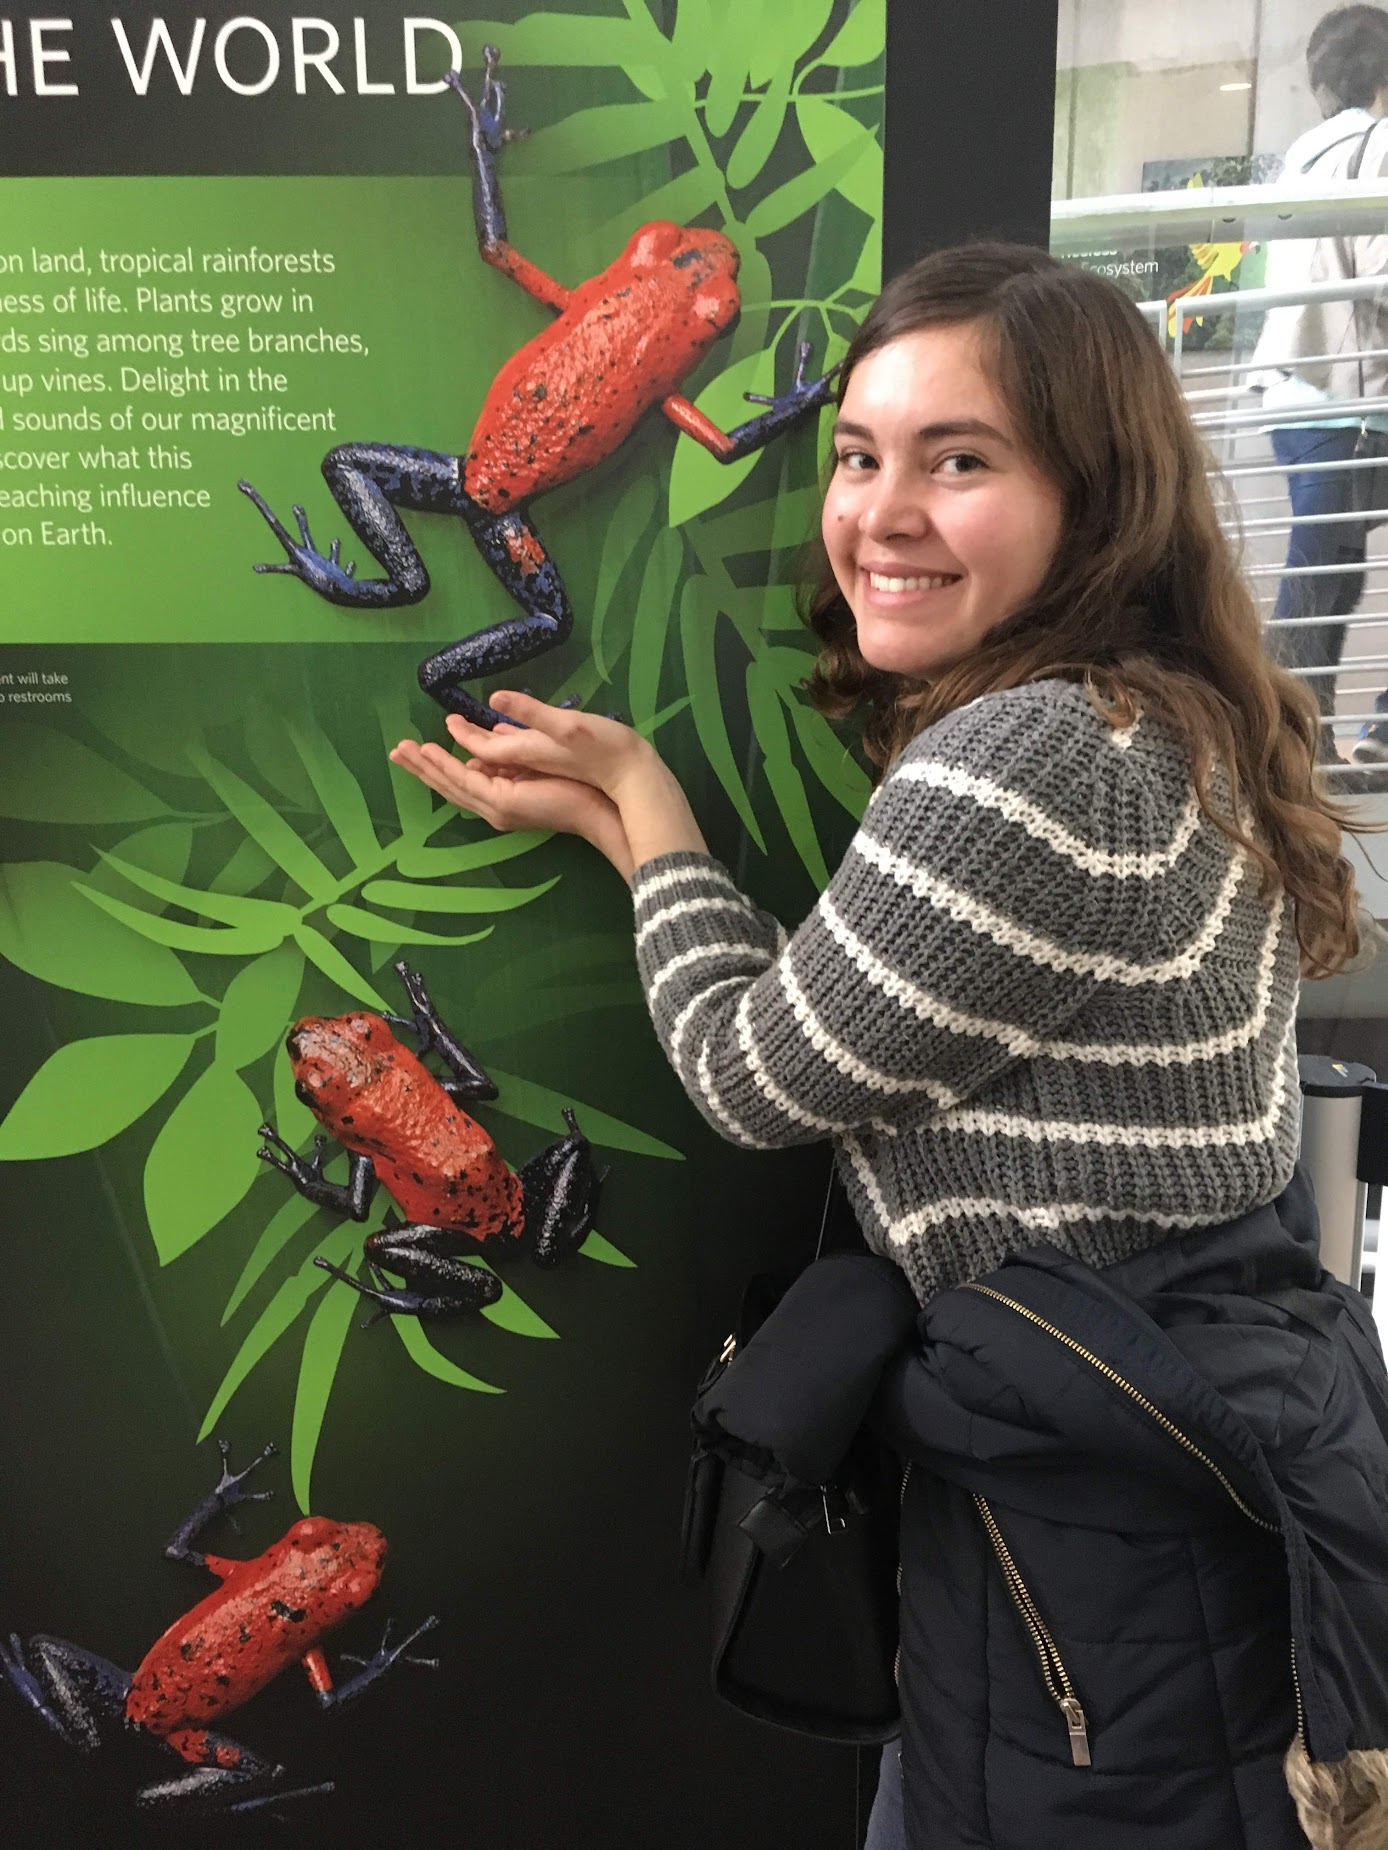 HE WORLD
on land, tropical rainforests
ness of life. Plants grow in
ds sing among tree branches,
up vines. Delight in the
sounds of our magnificent
scover what this
eaching influence
on Earth.
nt will take
restrooms
Ecosystem